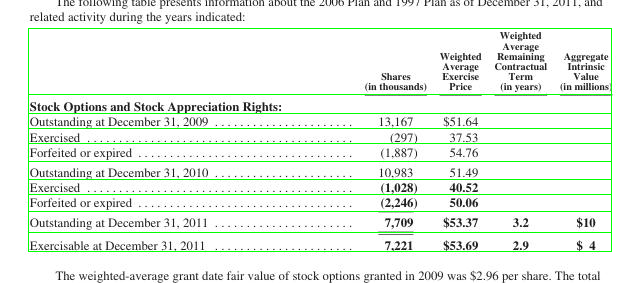 The following table presents information about the 2006 Plan and 1997 Plan as of December 31, 2011, and
related activity during the years indicated:
Shares
(in thousands)
Weighted
Average
Exercise
Price
Weighted
Average
Remaining
Contractual
Term
(in years)
Aggregate
Intrinsic
Value
(in millions)
Stock Options and Stock Appreciation Rights:
Outstanding at December 31, 2009 ...................... 13,167 $51.64
Exercised .......................................... (297) 37.53
Forfeited or expired .................................. (1,887) 54.76
Outstanding at December 31, 2010 ...................... 10,983 51.49
Exercised .......................................... (1,028) 40.52
Forfeited or expired .................................. (2,246) 50.06
Outstanding at December 31, 2011 ...................... 7,709 $53.37 3.2 $10
Exercisable at December 31, 2011 ...................... 7,221 $53.69 2.9 $ 4
The weighted-average grant date fair value of stock options granted in 2009 was $2.96 per share. The total